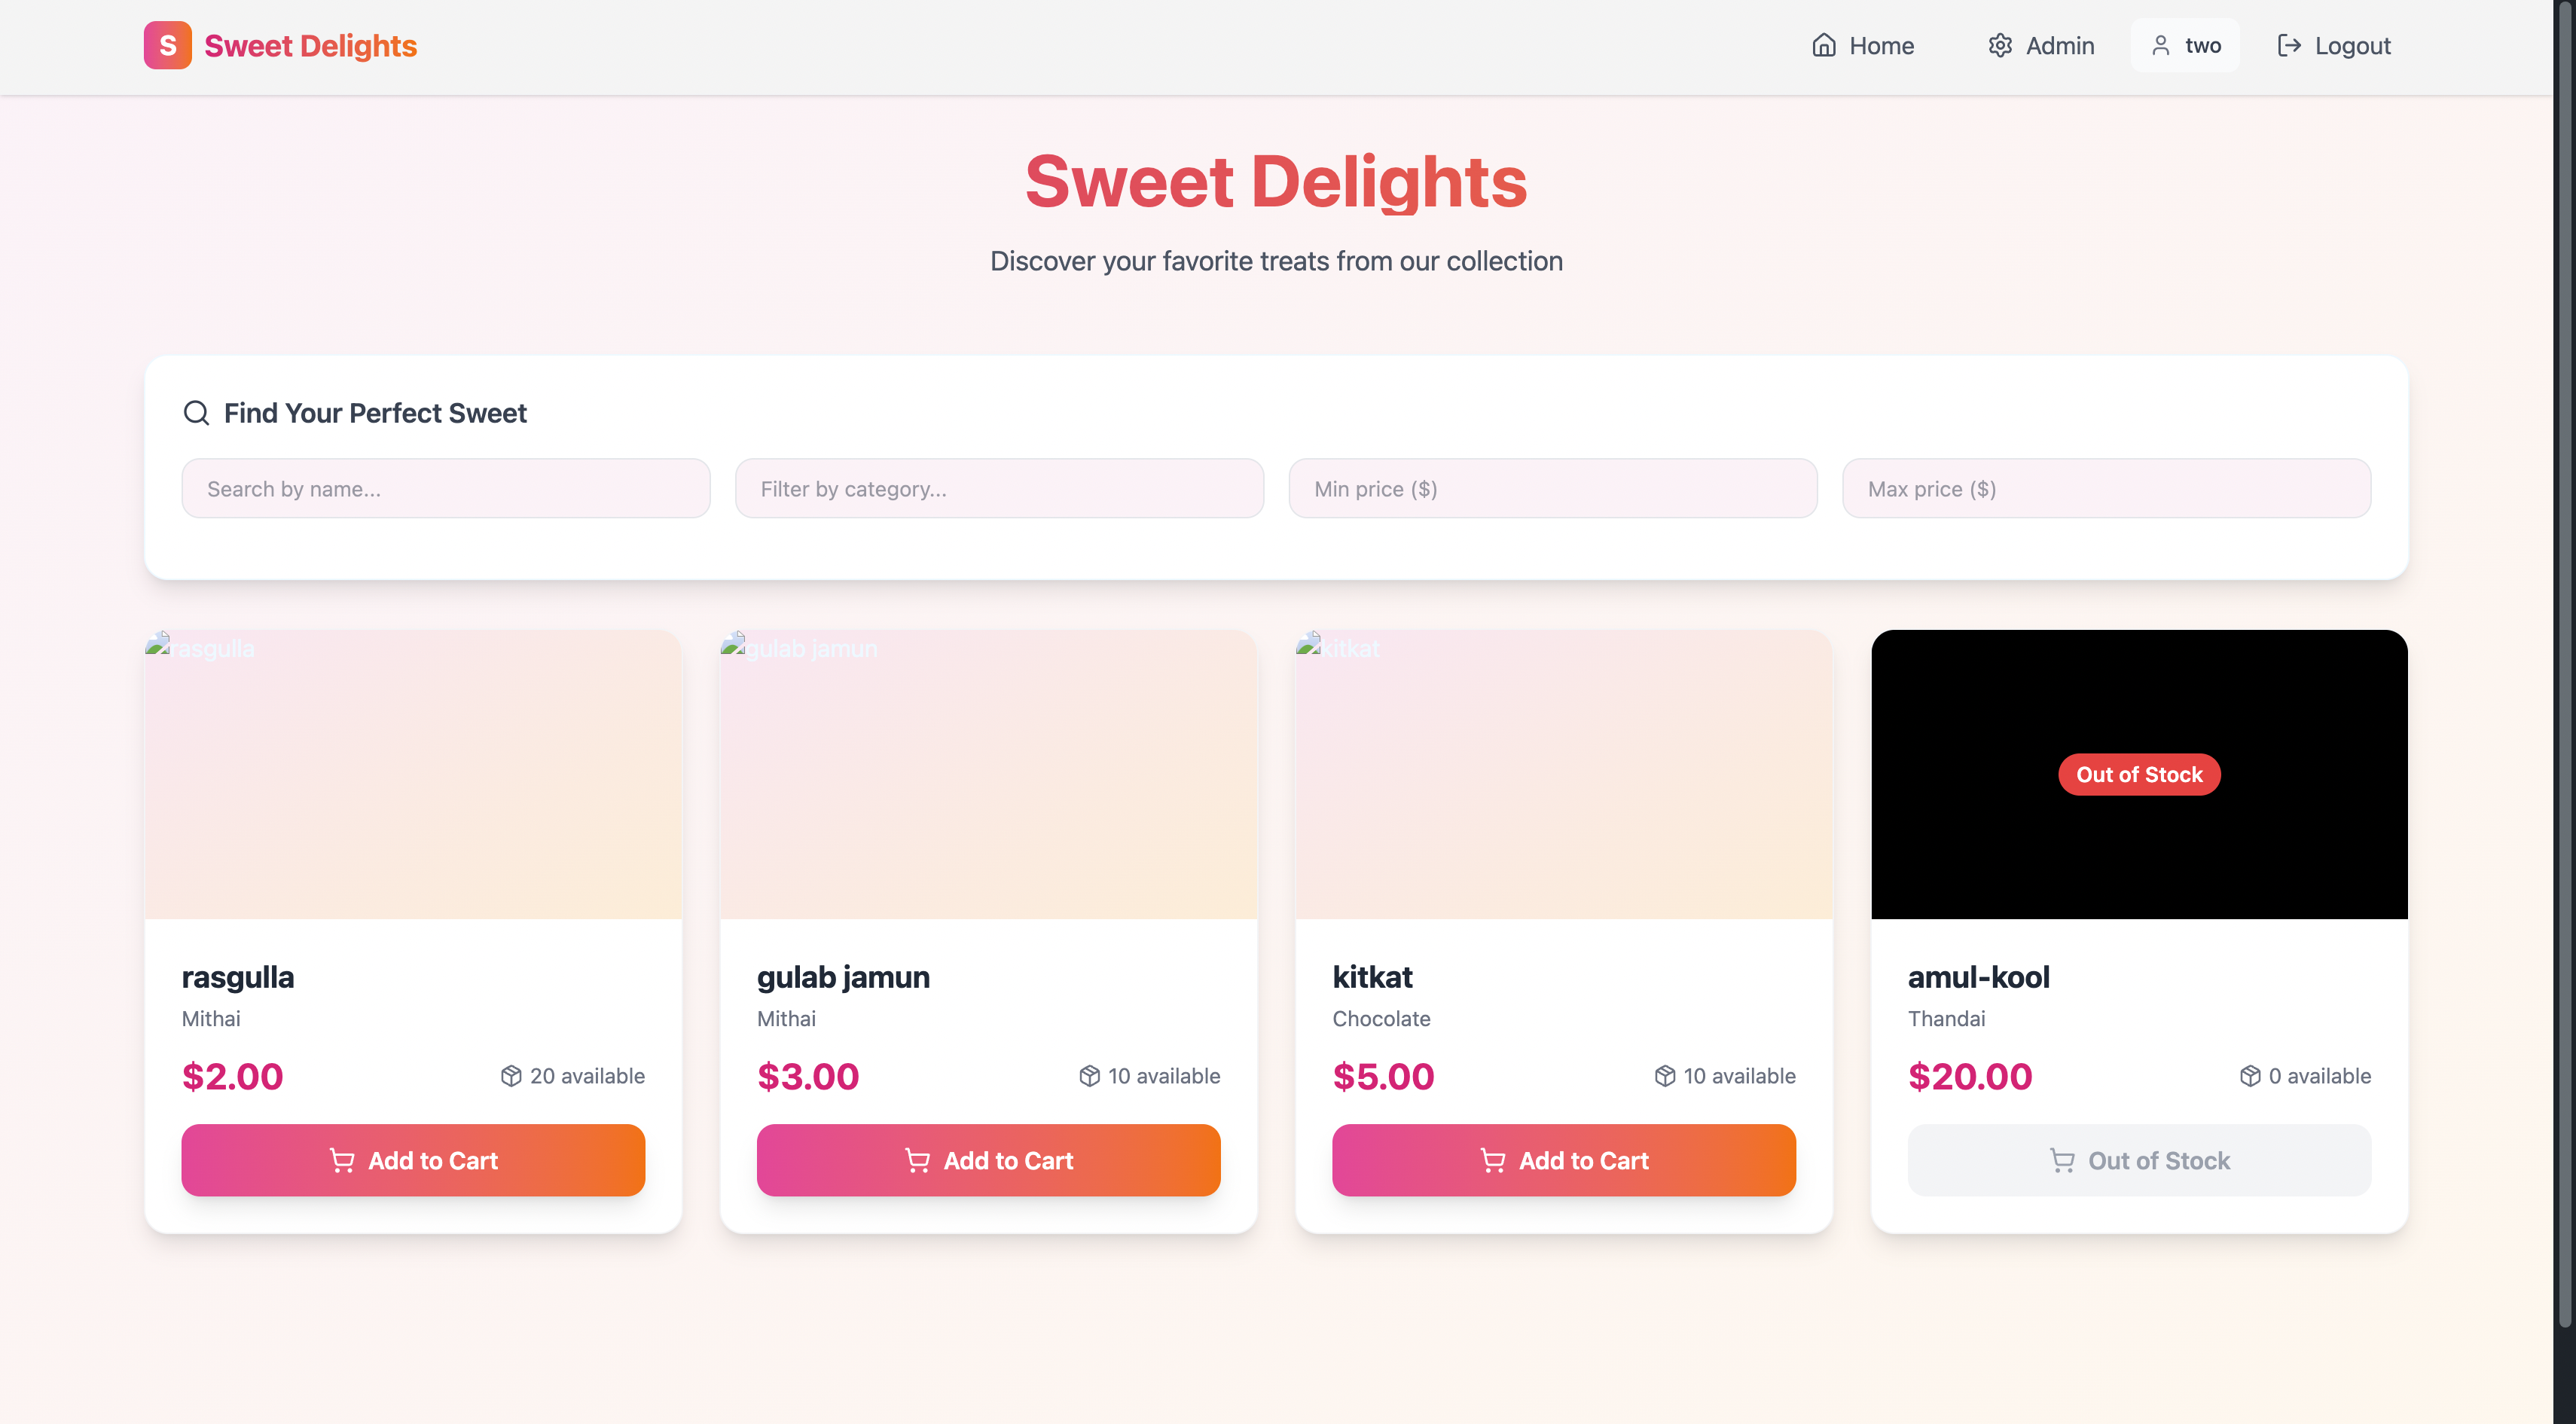 S Sweet Delights
Home Admin two Logout
Sweet Delights
Discover your favorite treats from our collection
Find Your Perfect Sweet
Search by name...
Filter by category...
Min price ($)
Max price ($)
rasgulla
gulab jamun
kitkat
Out of Stock
rasgulla
Mithai
$2.00
20 available
Add to Cart
gulab jamun
Mithai
$3.00
10 available
Add to Cart
kitkat
Chocolate
$5.00
10 available
Add to Cart
amul-kool
Thandai
$20.00
0 available
Out of Stock